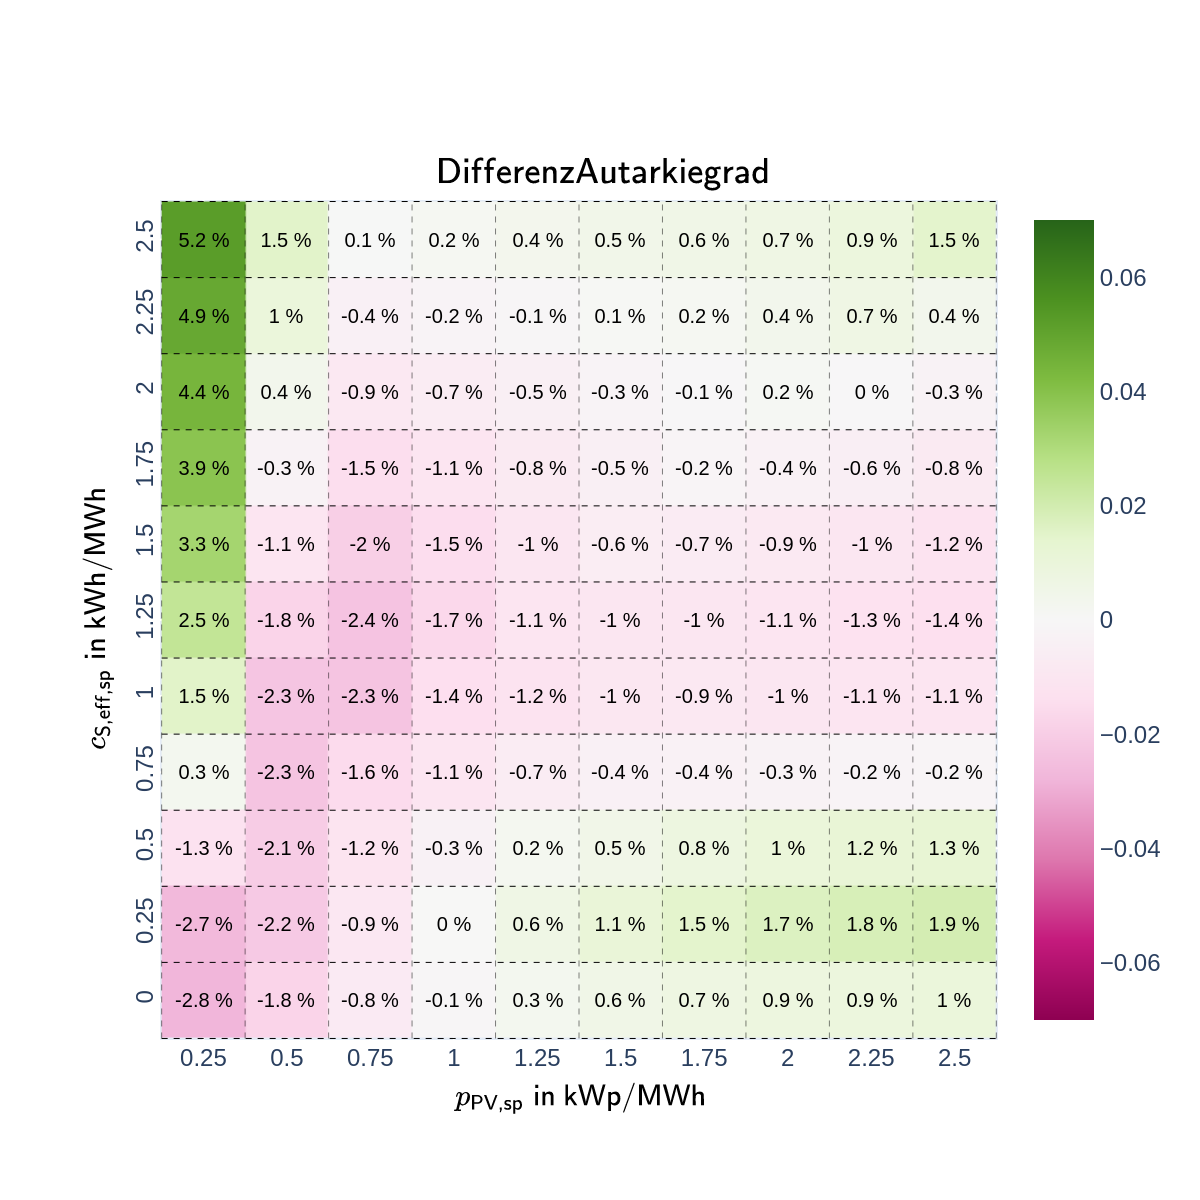 DifferenzAutarkiegrad
2.5 5.2 % 1.5 % 0.1 % 0.2 % 0.4 % 0.5 % 0.6 % 0.7 % 0.9 % 1.5 %
2.25 4.9 % 1 % -0.4 % -0.2 % -0.1 % 0.1 % 0.2 % 0.4 % 0.7 % 0.4 %
2 4.4 % 0.4 % -0.9 % -0.7 % -0.5 % -0.3 % -0.1 % 0.2 % 0 % -0.3 %
1.75 3.9 % -0.3 % -1.5 % -1.1 % -0.8 % -0.5 % -0.2 % -0.4 % -0.6 % -0.8 %
1.5 3.3 % -1.1 % -2 % -1.5 % -1 % -0.6 % -0.7 % -0.9 % -1 % -1.2 %
1.25 2.5 % -1.8 % -2.4 % -1.7 % -1.1 % -1 % -1 % -1.1 % -1.3 % -1.4 %
1 1.5 % -2.3 % -2.3 % -1.4 % -1.2 % -1 % -0.9 % -1 % -1.1 % -1.1 %
0.75 0.3 % -2.3 % -1.6 % -1.1 % -0.7 % -0.4 % -0.4 % -0.3 % -0.2 % -0.2 %
0.5 -1.3 % -2.1 % -1.2 % -0.3 % 0.2 % 0.5 % 0.8 % 1 % 1.2 % 1.3 %
0.25 -2.7 % -2.2 % -0.9 % 0 % 0.6 % 1.1 % 1.5 % 1.7 % 1.8 % 1.9 %
0 -2.8 % -1.8 % -0.8 % -0.1 % 0.3 % 0.6 % 0.7 % 0.9 % 0.9 % 1 %
0.25 0.5 0.75 1 1.25 1.5 1.75 2 2.25 2.5
p_PV,sp in kWp/MWh
c_S,eff,sp in kWh/MWh
0.06
0.04
0.02
0
−0.02
−0.04
−0.06